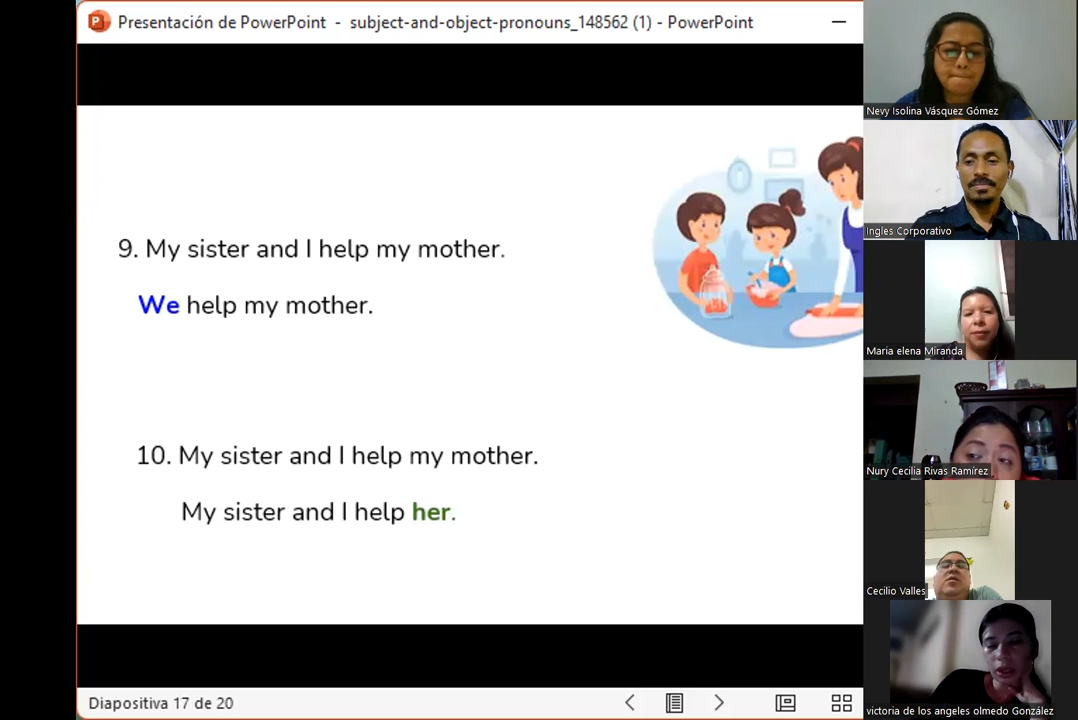 Presentación de PowerPoint - subject-and-object-pronouns_148562 (1) - PowerPoint
9. My sister and I help my mother.
We help my mother.
10. My sister and I help my mother.
My sister and I help her.
Diapositiva 17 de 20
Nevy Isolina Vásquez Gómez
Ingles Corporativo
Maria elena Miranda
Nury Cecilia Rivas Ramírez
Cecilio Valles
victoria de los angeles olmedo González